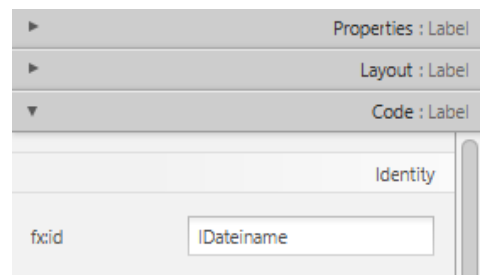 Properties : Label
Layout : Label
Code : Label
Identity
fx:id lDateiname